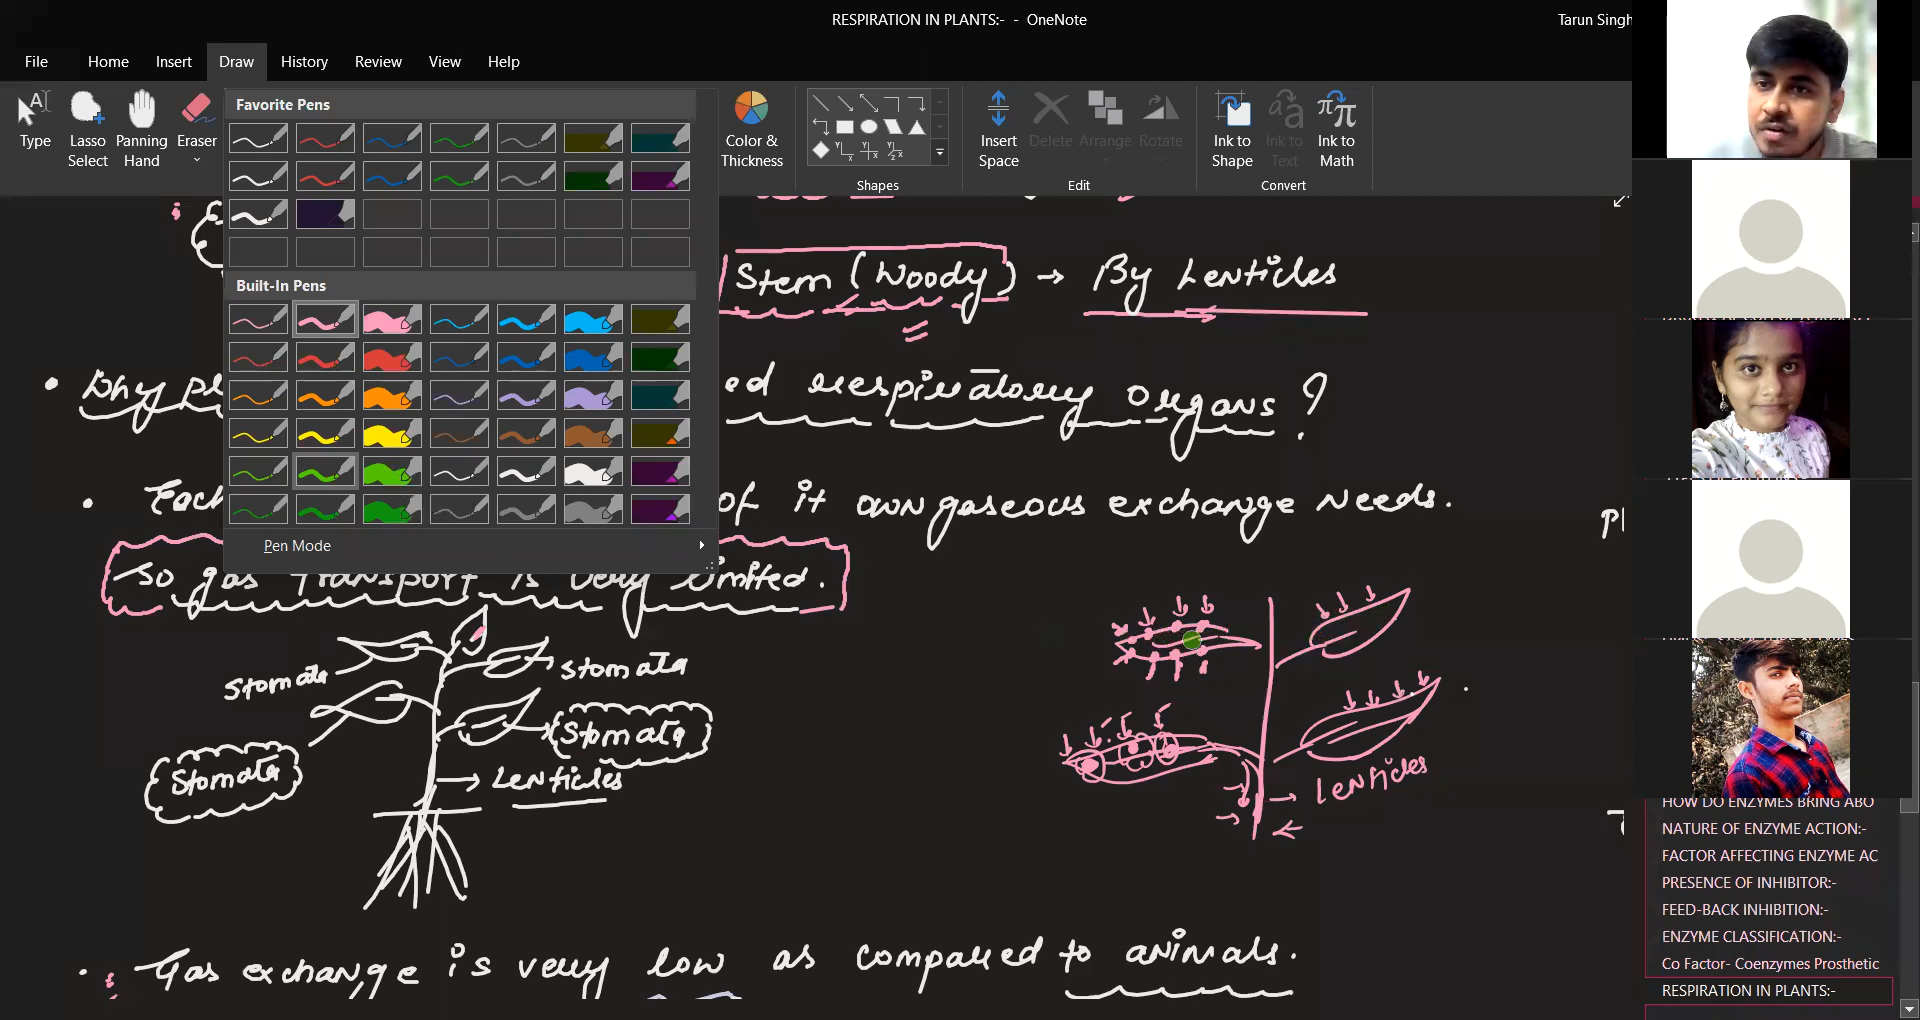 RESPIRATION IN PLANTS:- - OneNote
Tarun Singh
File Home Insert Draw History Review View Help
Type
Lasso Select
Panning Hand
Eraser
Favorite Pens
Built-In Pens
Pen Mode
Color & Thickness
Shapes
Insert Space
Delete
Arrange
Rotate
Edit
Ink to Shape
Ink to Text
Ink to Math
Convert
Stem (Woody) → By Lenticles
• Why pl
ed respiratory organs ?
• Each
of it own gaseous exchange needs.
So gas transport is very limited.
Stomata
Stomata
Stomata
Stomata
→ Lenticles
→ Lenticles
• Gas exchange is very low as compared to animals.
Pl
HOW DO ENZYMES BRING ABO
NATURE OF ENZYME ACTION:-
FACTOR AFFECTING ENZYME AC
PRESENCE OF INHIBITOR:-
FEED-BACK INHIBITION:-
ENZYME CLASSIFICATION:-
Co Factor- Coenzymes Prosthetic
RESPIRATION IN PLANTS:-